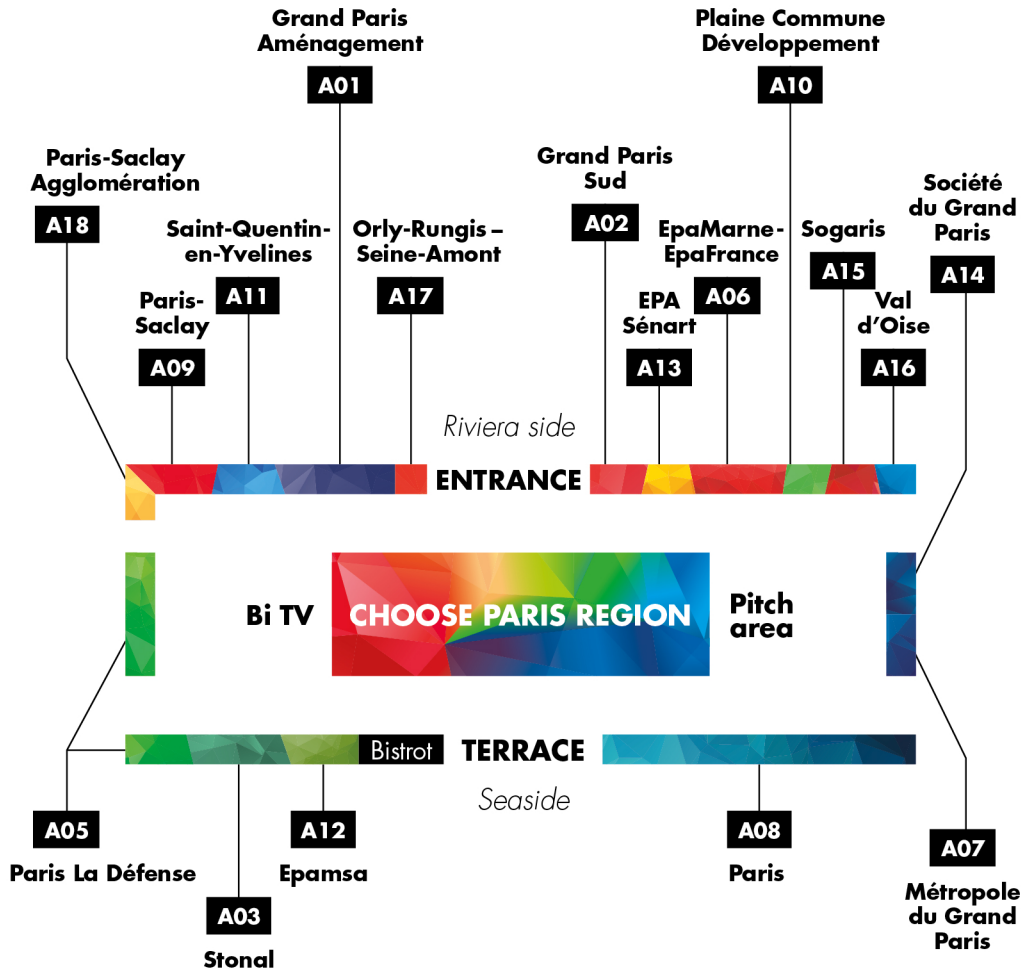 Grand Paris
Aménagement
A01
Plaine Commune
Développement
A10
Paris-Saclay
Agglomération
A18
Grand Paris
Sud
A02
Société
du Grand
Paris
A14
Saint-Quentin-
en-Yvelines
A11
Orly-Rungis –
Seine-Amont
A17
EpaMarne-
EpaFrance
A06
Sogaris
A15
Paris-
Saclay
A09
EPA
Sénart
A13
Val
d’Oise
A16
Riviera side
ENTRANCE
Bi TV
CHOOSE PARIS REGION
Pitch
area
Bistrot
TERRACE
Seaside
A05
Paris La Défense
A12
Epamsa
A08
Paris
A07
Métropole
du Grand
Paris
A03
Stonal